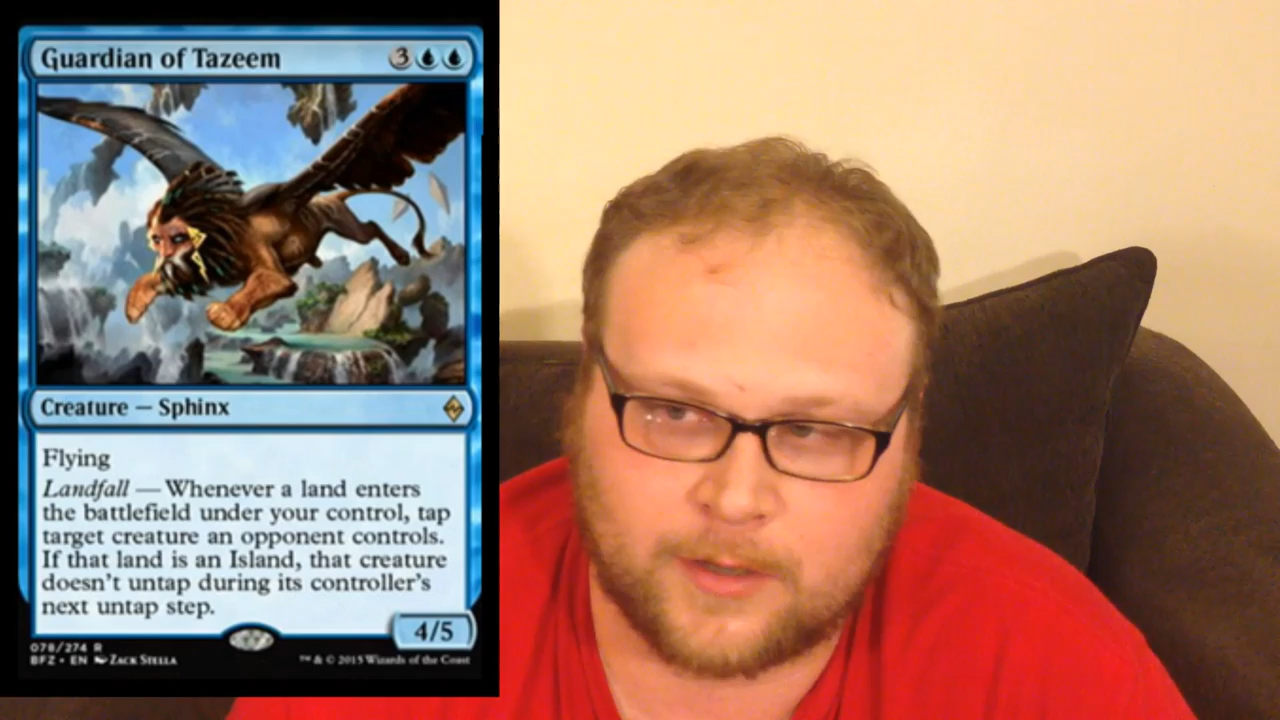 Guardian of Tazeem 3
Creature — Sphinx
Flying
Landfall — Whenever a land enters
the battlefield under your control, tap
target creature an opponent controls.
If that land is an Island, that creature
doesn't untap during its controller's
next untap step.
4/5
078/274 R
BFZ • EN Zack Stella
™ & © 2015 Wizards of the Coast